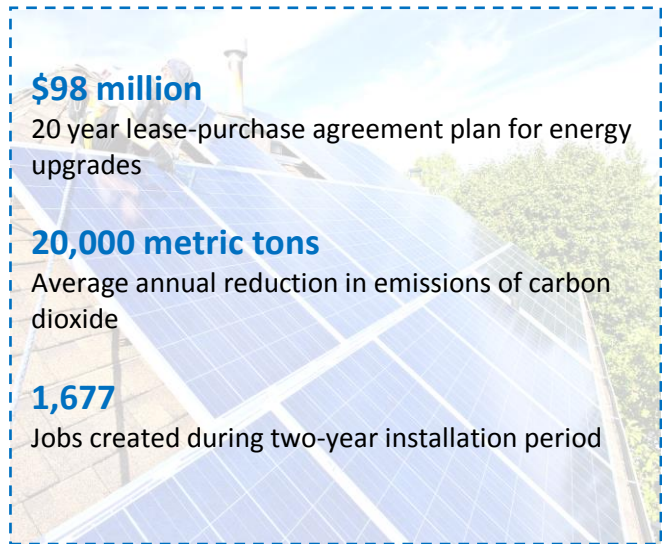 $98 million
20 year lease-purchase agreement plan for energy
upgrades
20,000 metric tons
Average annual reduction in emissions of carbon
dioxide
1,677
Jobs created during two-year installation period